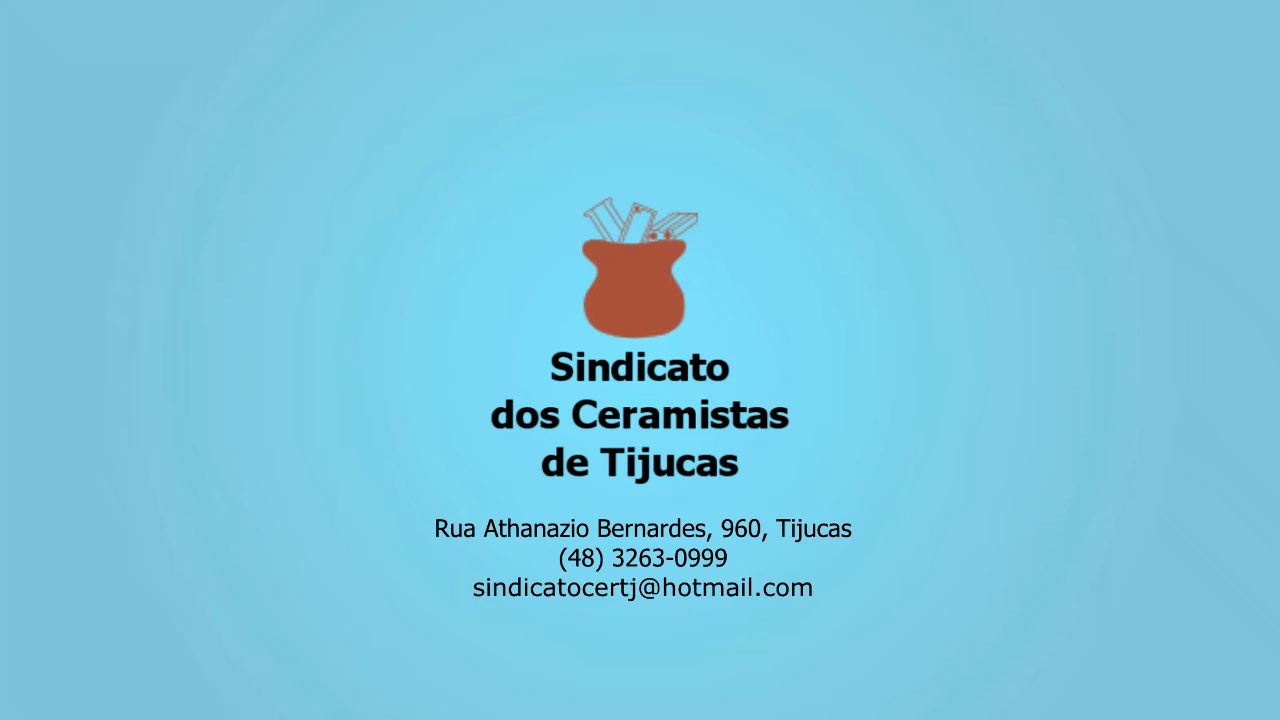 Sindicato
dos Ceramistas
de Tijucas
Rua Athanazio Bernardes, 960, Tijucas
(48) 3263-0999
sindicatocertj@hotmail.com